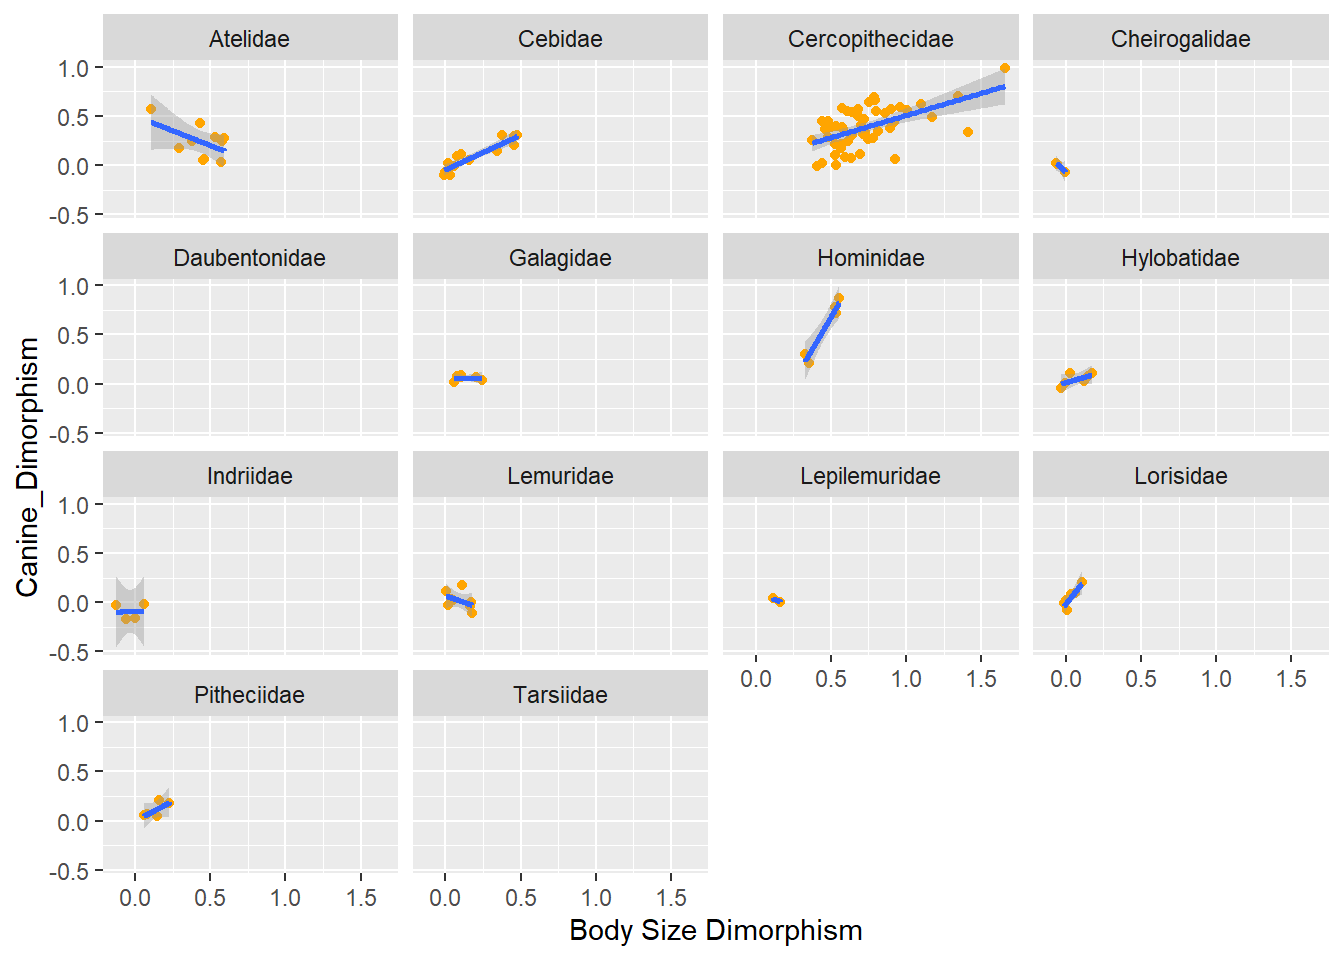 Atelidae Cebidae Cercopithecidae Cheirogalidae
1.0
0.5
0.0
-0.5
Daubentonidae Galagidae Hominidae Hylobatidae
1.0
0.5
0.0
-0.5
Canine_Dimorphism
Indriidae Lemuridae Lepilemuridae Lorisidae
1.0
0.5
0.0
-0.5
0.0 0.5 1.0 1.5 0.0 0.5 1.0 1.5
Pitheciidae Tarsiidae
1.0
0.5
0.0
-0.5
0.0 0.5 1.0 1.5 0.0 0.5 1.0 1.5
Body Size Dimorphism